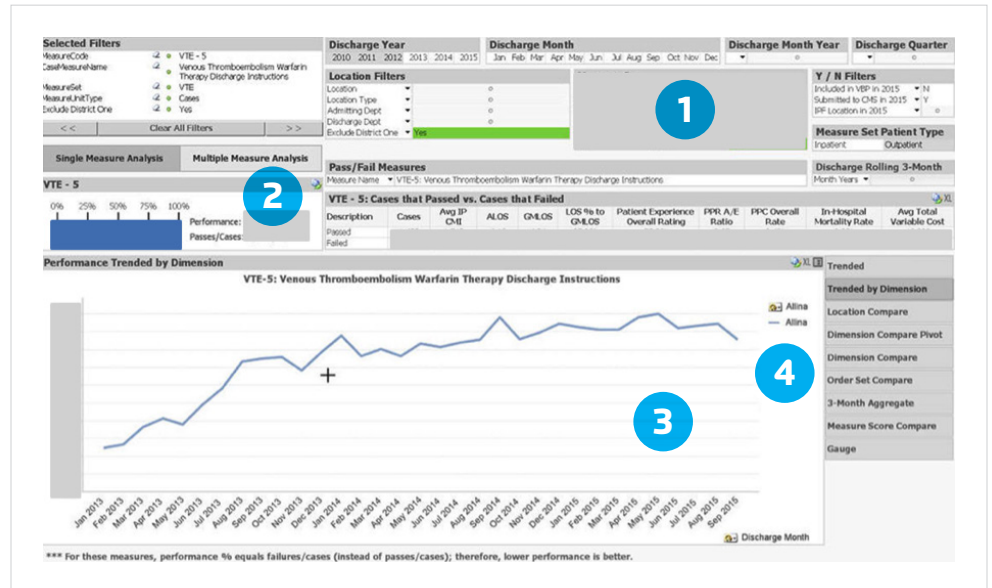 Selected Filters
MeasureCode VTE - 5
CaseMeasureName Venous Thromboembolism Warfarin
Therapy Discharge Instructions
MeasureSet VTE
MeasureUnitType Cases
Exclude District One Yes
<< Clear All Filters >>
Single Measure Analysis Multiple Measure Analysis
VTE - 5
0% 25% 50% 75% 100%
Performance:
Passes/Cases:
2
Discharge Year
2010 2011 2012 2013 2014 2015
Discharge Month
Jan Feb Mar Apr May Jun Jul Aug Sep Oct Nov Dec
Discharge Month Year
Discharge Quarter
Location Filters
Location
Location Type
Admitting Dept
Discharge Dept
Exclude District One Yes
1
Y / N Filters
Included in VBP in 2015 N
Submitted to CMS in 2015 Y
IPF Location in 2015
Measure Set Patient Type
Inpatient Outpatient
Pass/Fail Measures
Measure Name VTE-5: Venous Thromboembolism Warfarin Therapy Discharge Instructions
Discharge Rolling 3-Month
Month Years
VTE - 5: Cases that Passed vs. Cases that Failed XL
Description Cases Avg IP CMI ALOS GMLOS LOS % to GMLOS Patient Experience Overall Rating PPR A/E Ratio PPC Overall Rate In-Hospital Mortality Rate Avg Total Variable Cost
Passed
Failed
Performance Trended by Dimension XL
VTE-5: Venous Thromboembolism Warfarin Therapy Discharge Instructions
Allina
Allina
3
4
Jan 2013
Feb 2013
Mar 2013
Apr 2013
May 2013
Jun 2013
Jul 2013
Aug 2013
Sep 2013
Oct 2013
Nov 2013
Dec 2013
Jan 2014
Feb 2014
Mar 2014
Apr 2014
May 2014
Jun 2014
Jul 2014
Aug 2014
Sep 2014
Oct 2014
Nov 2014
Dec 2014
Jan 2015
Feb 2015
Mar 2015
Apr 2015
May 2015
Jun 2015
Jul 2015
Aug 2015
Sep 2015
Discharge Month
Trended
Trended by Dimension
Location Compare
Dimension Compare Pivot
Dimension Compare
Order Set Compare
3-Month Aggregate
Measure Score Compare
Gauge
*** For these measures, performance % equals failures/cases (instead of passes/cases); therefore, lower performance is better.